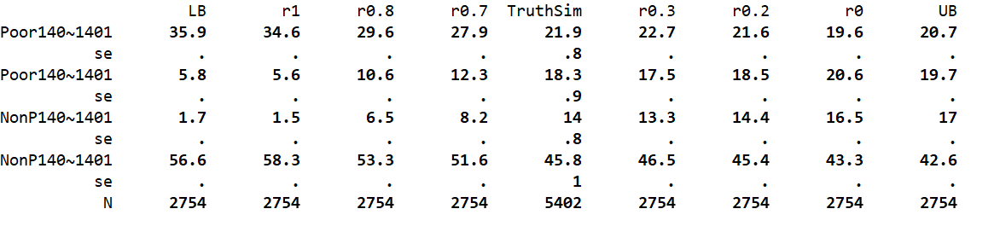 LB r1 r0.8 r0.7 TruthSim r0.3 r0.2 r0 UB
Poor140~1401 35.9 34.6 29.6 27.9 21.9 22.7 21.6 19.6 20.7
se . . . . .8 . . . .
Poor140~1401 5.8 5.6 10.6 12.3 18.3 17.5 18.5 20.6 19.7
se . . . . .9 . . . .
NonP140~1401 1.7 1.5 6.5 8.2 14 13.3 14.4 16.5 17
se . . . . .8 . . . .
NonP140~1401 56.6 58.3 53.3 51.6 45.8 46.5 45.4 43.3 42.6
se . . . . 1 . . . .
N 2754 2754 2754 2754 5402 2754 2754 2754 2754